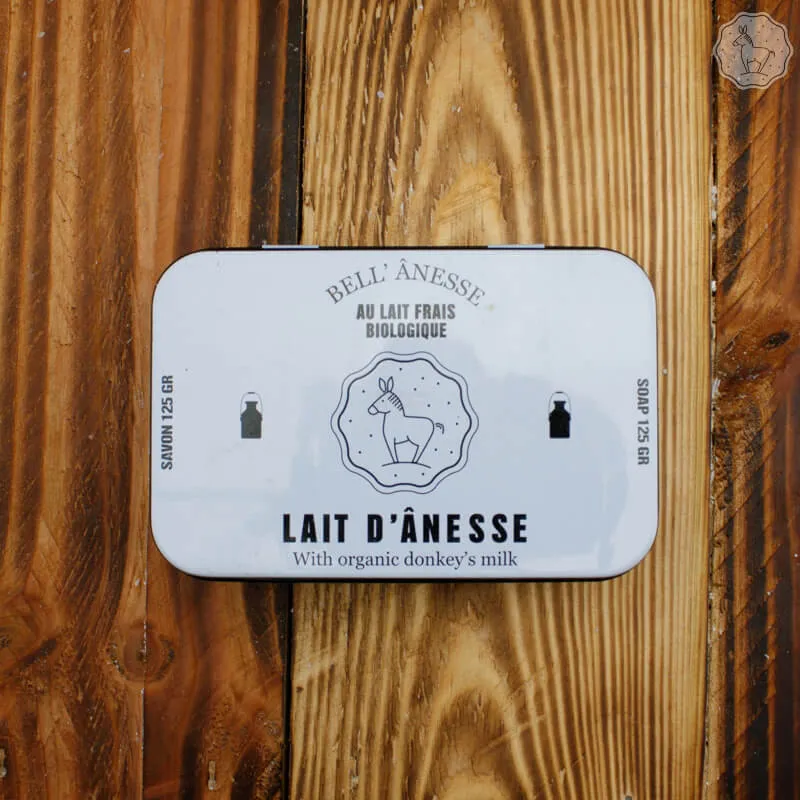 BELL' ÂNESSE
AU LAIT FRAIS
BIOLOGIQUE
SAVON 125 GR
SOAP 125 GR
LAIT D'ÂNESSE
With organic donkey's milk